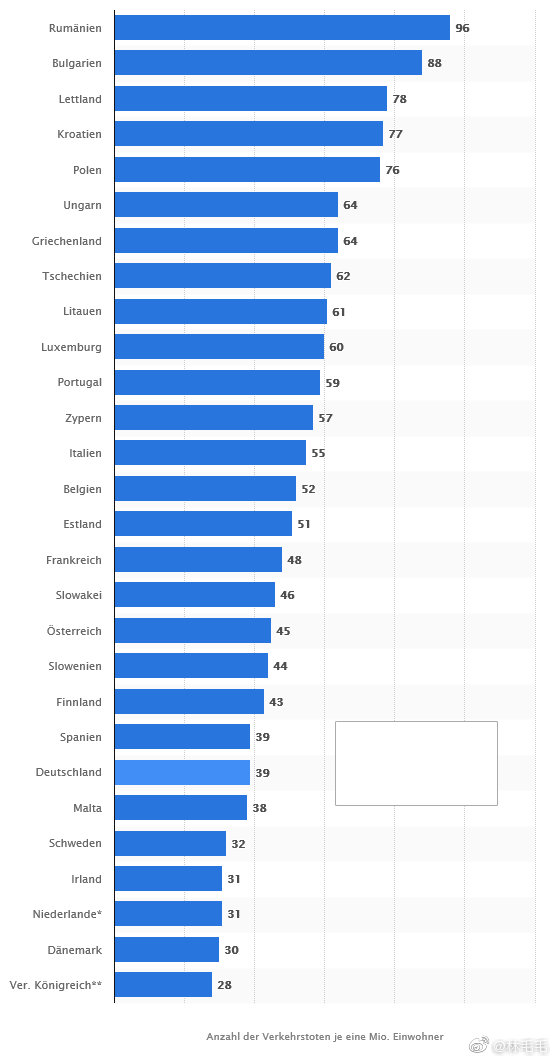 Rumänien 96
Bulgarien 88
Lettland 78
Kroatien 77
Polen 76
Ungarn 64
Griechenland 64
Tschechien 62
Litauen 61
Luxemburg 60
Portugal 59
Zypern 57
Italien 55
Belgien 52
Estland 51
Frankreich 48
Slowakei 46
Österreich 45
Slowenien 44
Finnland 43
Spanien 39
Deutschland 39
Malta 38
Schweden 32
Irland 31
Niederlande* 31
Dänemark 30
Ver. Königreich** 28
Anzahl der Verkehrstoten je eine Mio. Einwohner
@林毛毛